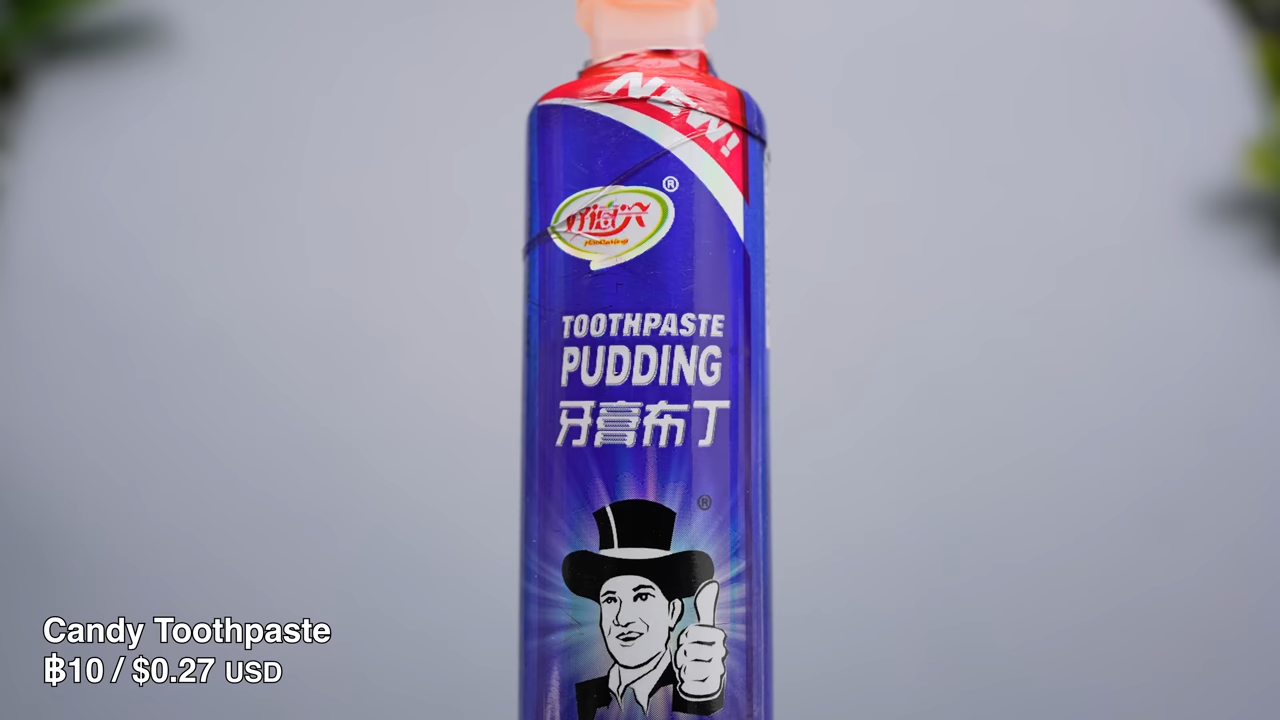 NEW!
®
TOOTHPASTE
PUDDING
牙膏布丁
®
Candy Toothpaste
฿10 / $0.27 USD